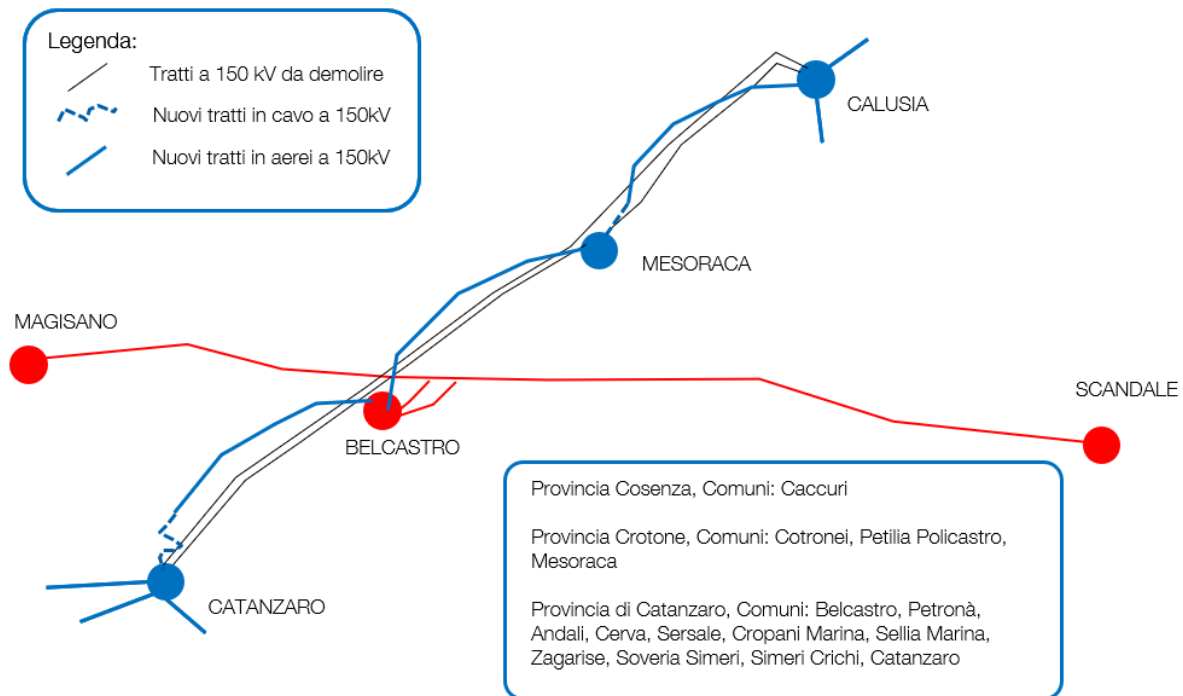 Legenda:
Tratti a 150 kV da demolire
Nuovi tratti in cavo a 150kV
Nuovi tratti in aerei a 150kV
CALUSIA
MESORACA
MAGISANO
SCANDALE
BELCASTRO
CATANZARO
Provincia Cosenza, Comuni: Caccuri
Provincia Crotone, Comuni: Cotronei, Petilia Policastro,
Mesoraca
Provincia di Catanzaro, Comuni: Belcastro, Petronà,
Andali, Cerva, Sersale, Cropani Marina, Sellia Marina,
Zagarise, Soveria Simeri, Simeri Crichi, Catanzaro